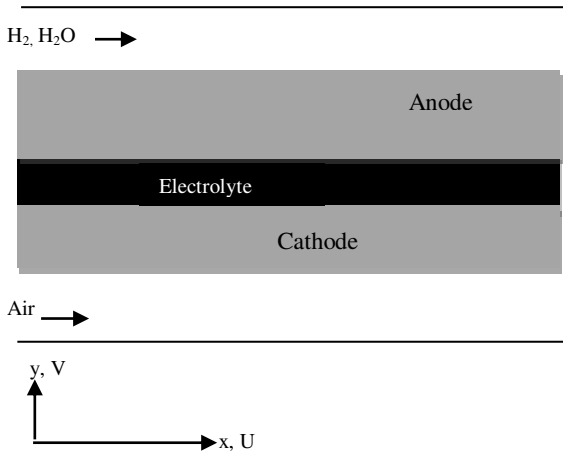 H₂, H₂O
Anode
Electrolyte
Cathode
Air
y, V
x, U